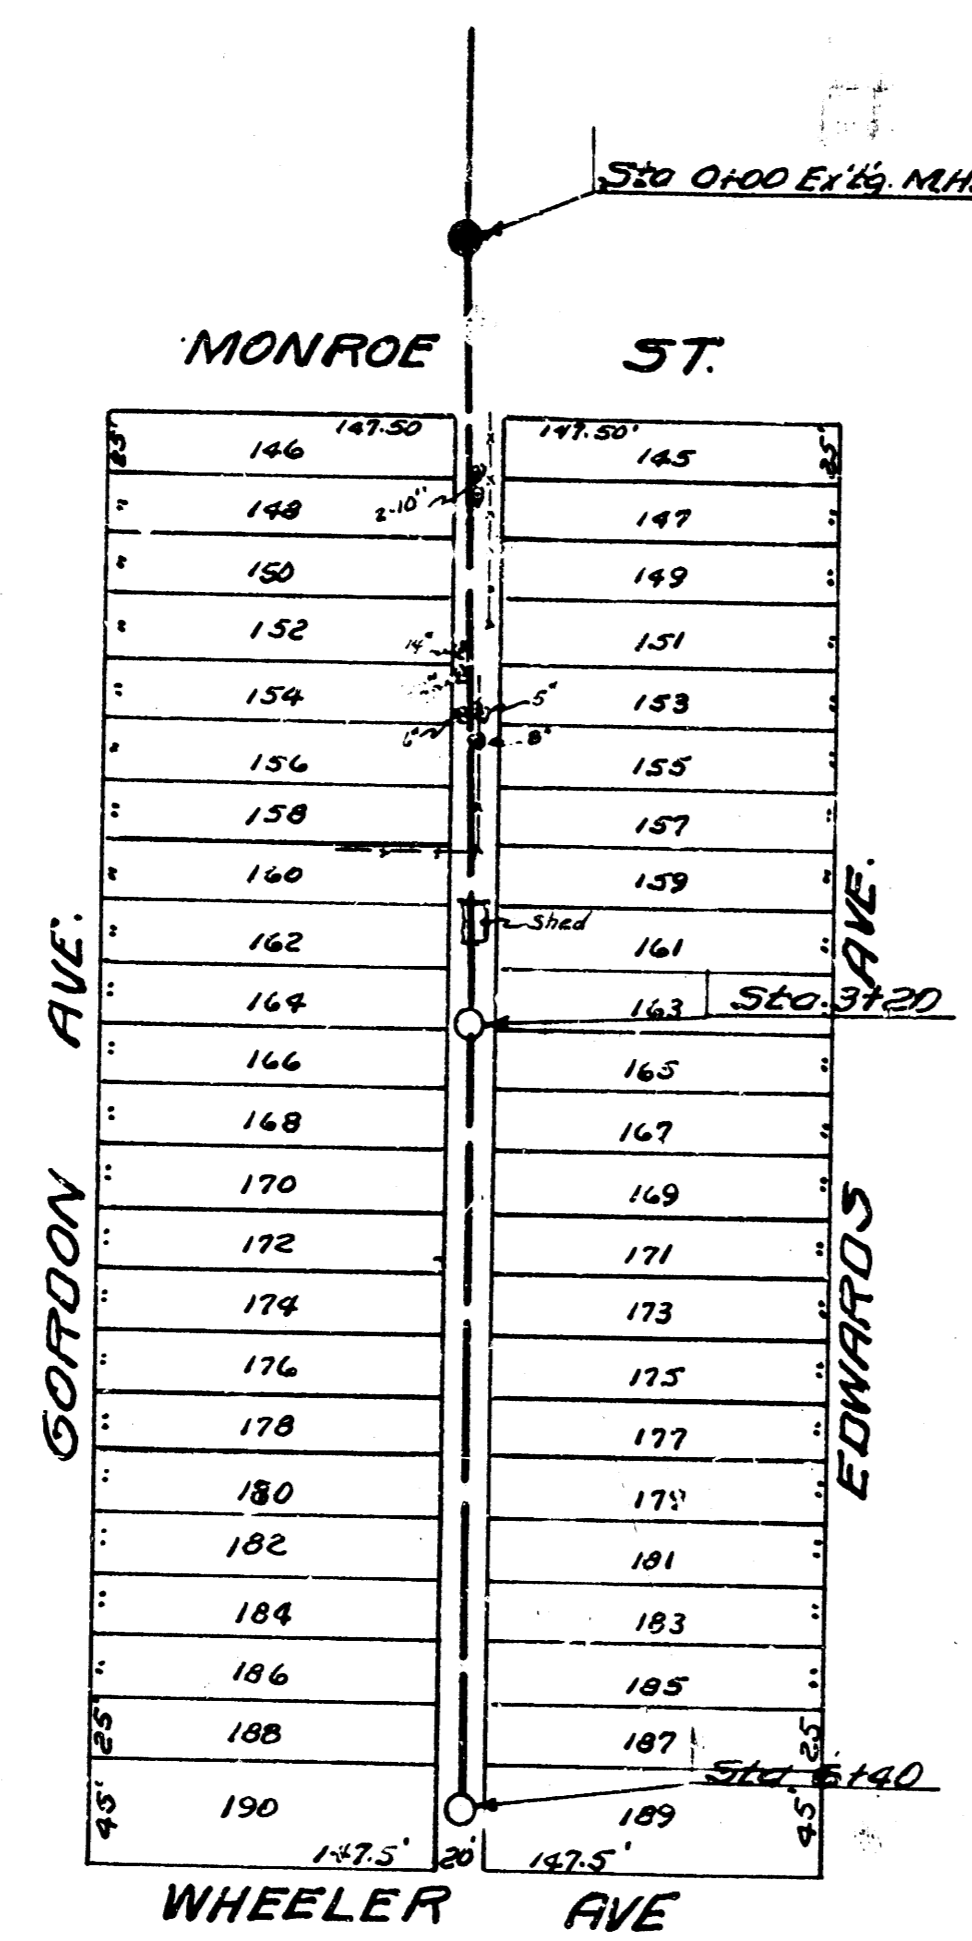 Sta 0+00 Ex'tg. M.H.
MONROE ST.
147.50 147.50'
25' 146 145 25'
" 148 147 "
2-10"
" 150 149 "
" 152 151 "
14"
" 154 153 "
5"
6" 8"
" 156 155 "
" 158 157 "
" 160 159 "
Shed
" 162 161 "
" 164 163 Sta. 3+20
" 166 165 "
" 168 167 "
" 170 169 "
" 172 171 "
" 174 173 "
" 176 175 "
" 178 177 "
" 180 179 "
" 182 181 "
" 184 183 "
" 186 185 "
25' 188 187 25
Sta 6+40
45' 190 189 45'
147.5' 20' 147.5'
GORDON AVE.
EDWARDS AVE.
WHEELER AVE